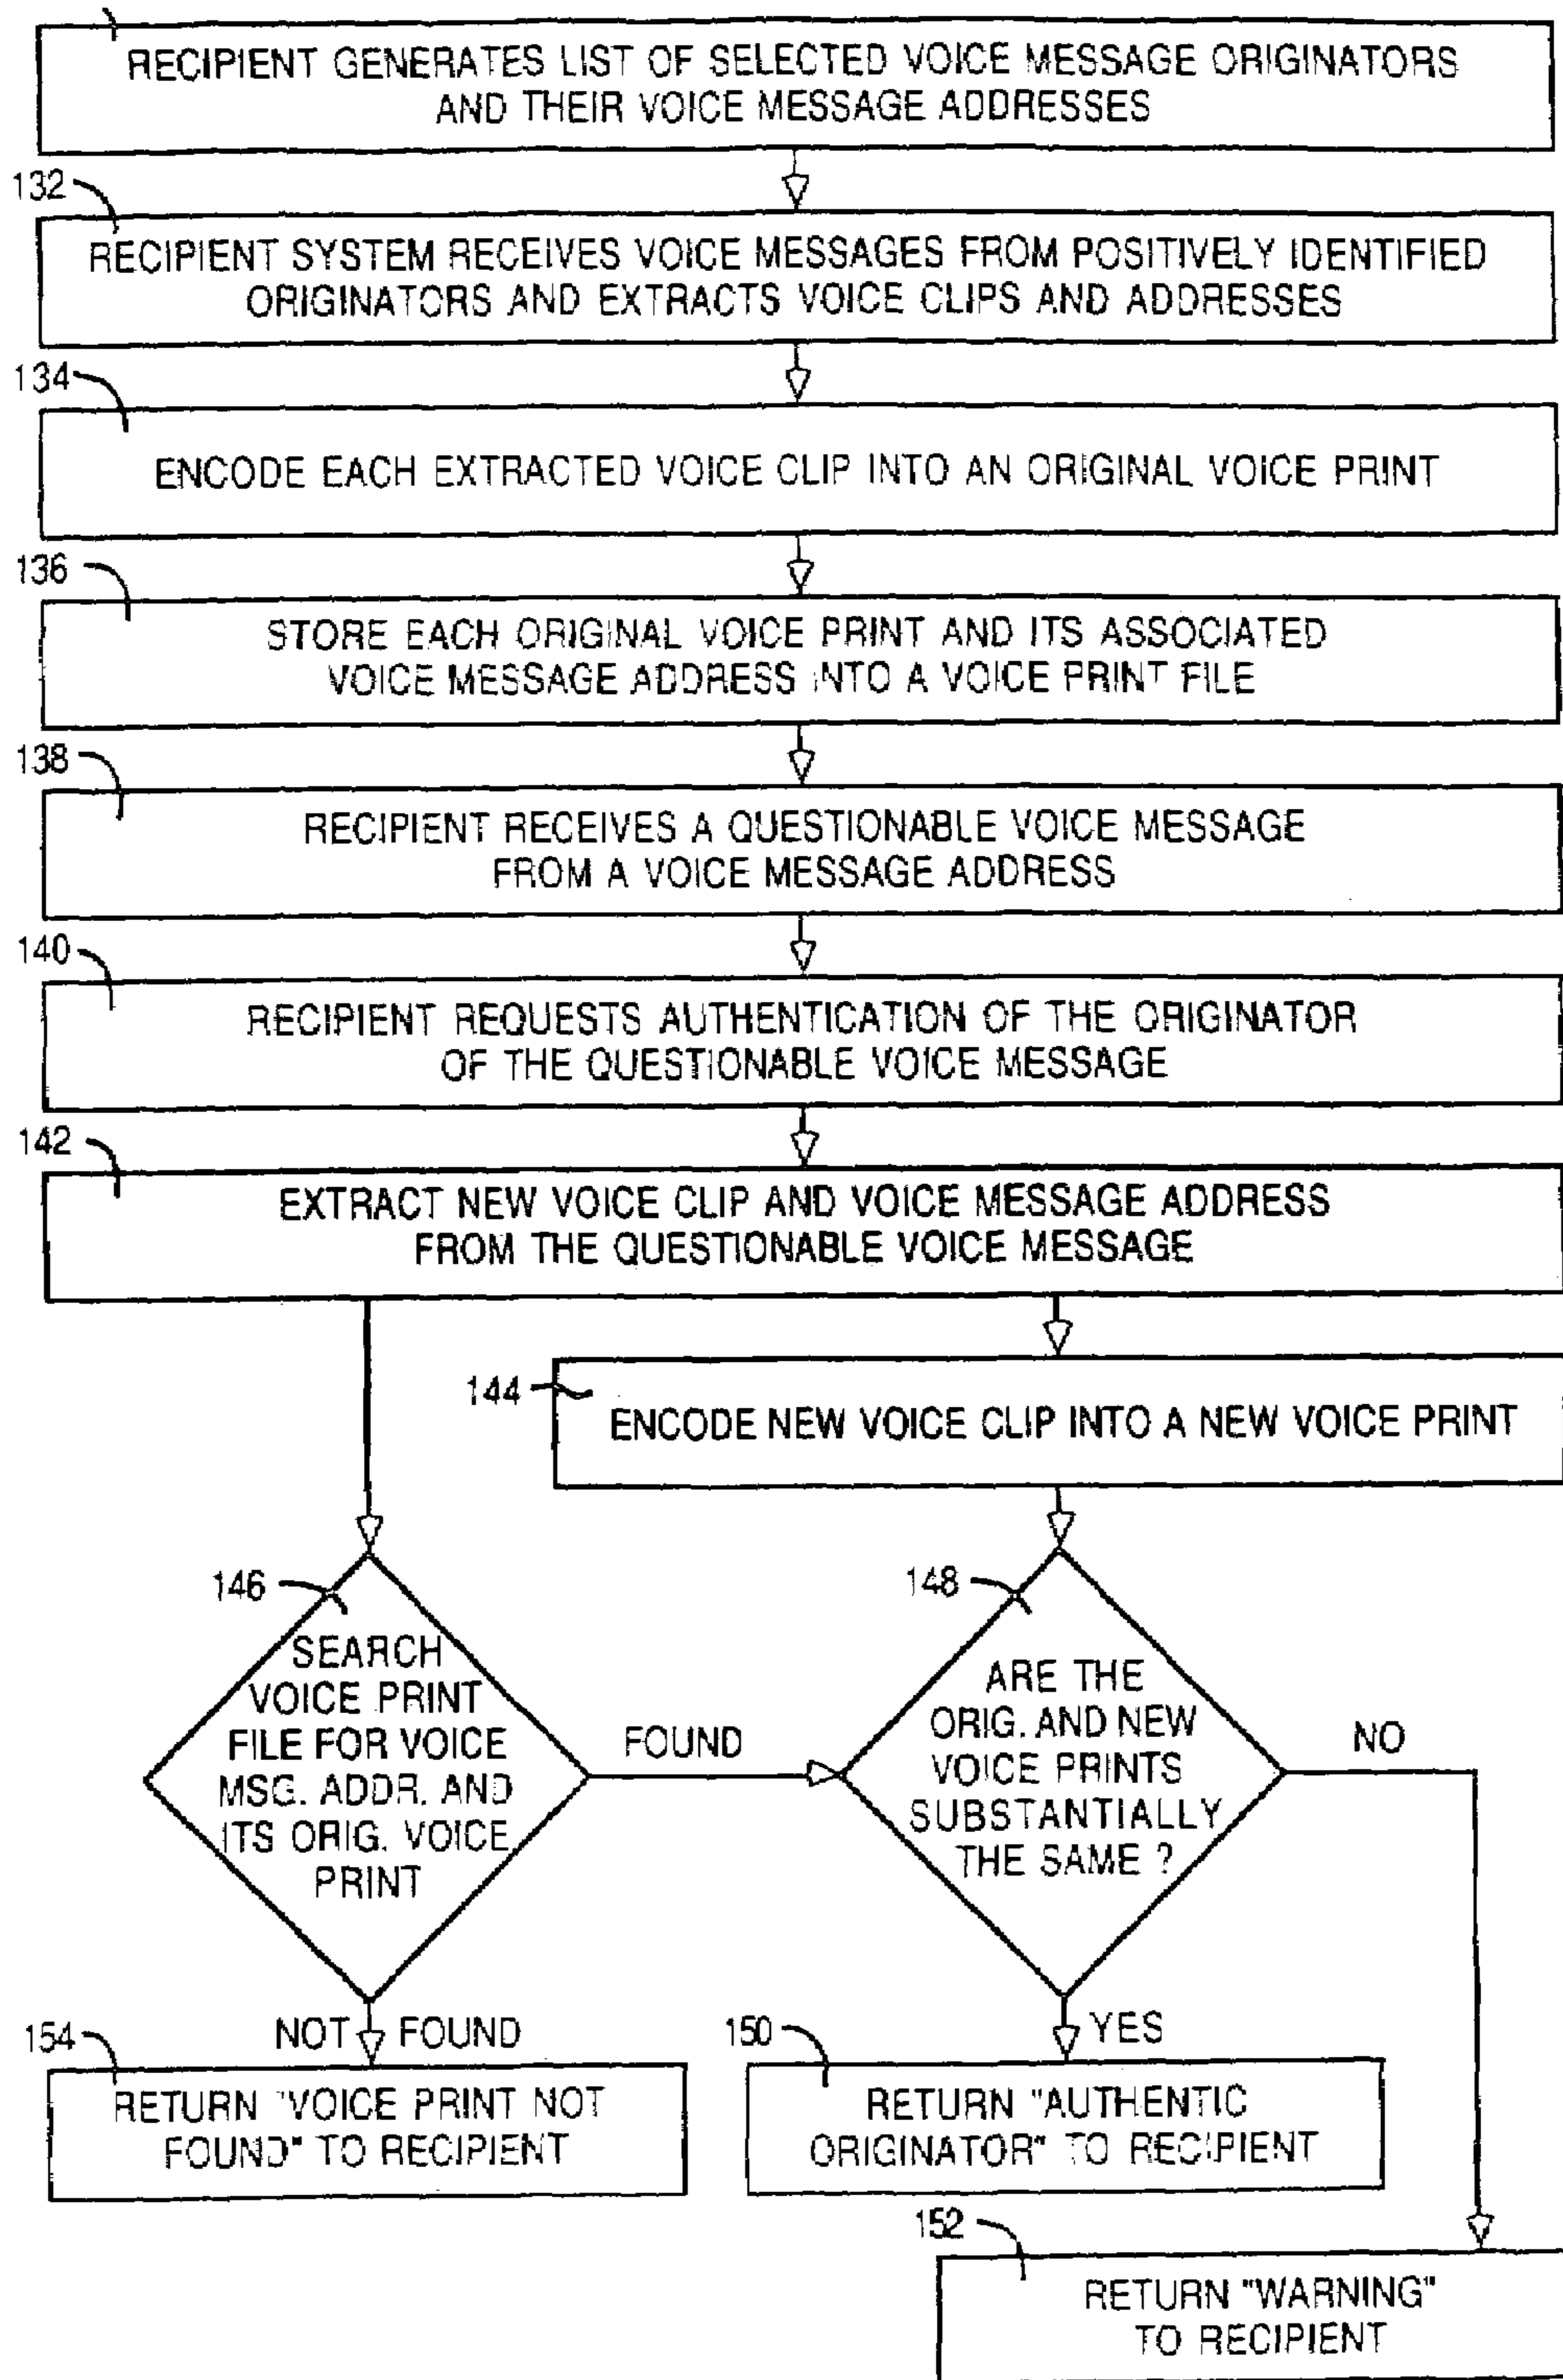 RECIPIENT GENERATES LIST OF SELECTED VOICE MESSAGE ORIGINATORS
AND THEIR VOICE MESSAGE ADDRESSES
132
RECIPIENT SYSTEM RECEIVES VOICE MESSAGES FROM POSITIVELY IDENTIFIED
ORIGINATORS AND EXTRACTS VOICE CLIPS AND ADDRESSES
134
ENCODE EACH EXTRACTED VOICE CLIP INTO AN ORIGINAL VOICE PRINT
136
STORE EACH ORIGINAL VOICE PRINT AND ITS ASSOCIATED
VOICE MESSAGE ADDRESS INTO A VOICE PRINT FILE
138
RECIPIENT RECEIVES A QUESTIONABLE VOICE MESSAGE
FROM A VOICE MESSAGE ADDRESS
140
RECIPIENT REQUESTS AUTHENTICATION OF THE ORIGINATOR
OF THE QUESTIONABLE VOICE MESSAGE
142
EXTRACT NEW VOICE CLIP AND VOICE MESSAGE ADDRESS
FROM THE QUESTIONABLE VOICE MESSAGE
144
ENCODE NEW VOICE CLIP INTO A NEW VOICE PRINT
146
SEARCH
VOICE PRINT
FILE FOR VOICE
MSG. ADDR. AND
ITS ORIG. VOICE
PRINT
FOUND
148
ARE THE
ORIG. AND NEW
VOICE PRINTS
SUBSTANTIALLY
THE SAME ?
NO
NOT FOUND
YES
154
RETURN "VOICE PRINT NOT
FOUND" TO RECIPIENT
150
RETURN "AUTHENTIC
ORIGINATOR" TO RECIPIENT
152
RETURN "WARNING"
TO RECIPIENT